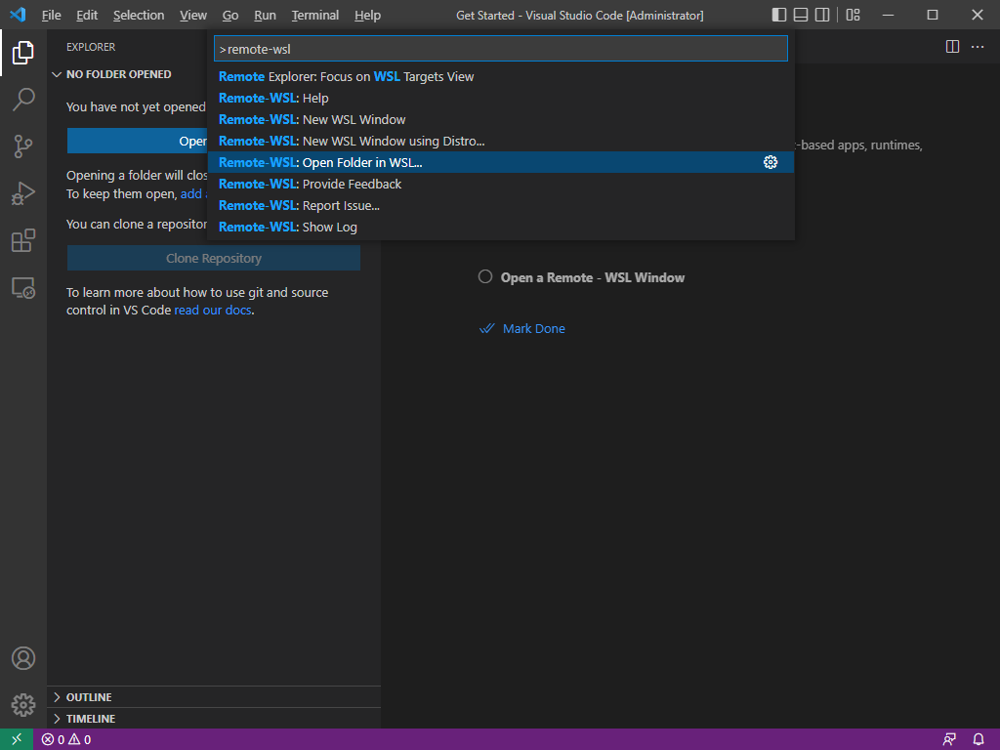 File Edit Selection View Go Run Terminal Help Get Started - Visual Studio Code [Administrator]
EXPLORER
>remote-wsl
NO FOLDER OPENED
Remote Explorer: Focus on WSL Targets View
Remote-WSL: Help
You have not yet opened
Remote-WSL: New WSL Window
Open
Remote-WSL: New WSL Window using Distro...
-based apps, runtimes,
Remote-WSL: Open Folder in WSL...
Opening a folder will
Remote-WSL: Provide Feedback
To keep them open, add
Remote-WSL: Report Issue...
You can clone a
Remote-WSL: Show Log
Clone Repository
Open a Remote - WSL Window
To learn more about how to use git and source
control in VS Code read our docs.
Mark Done
OUTLINE
TIMELINE
0 0